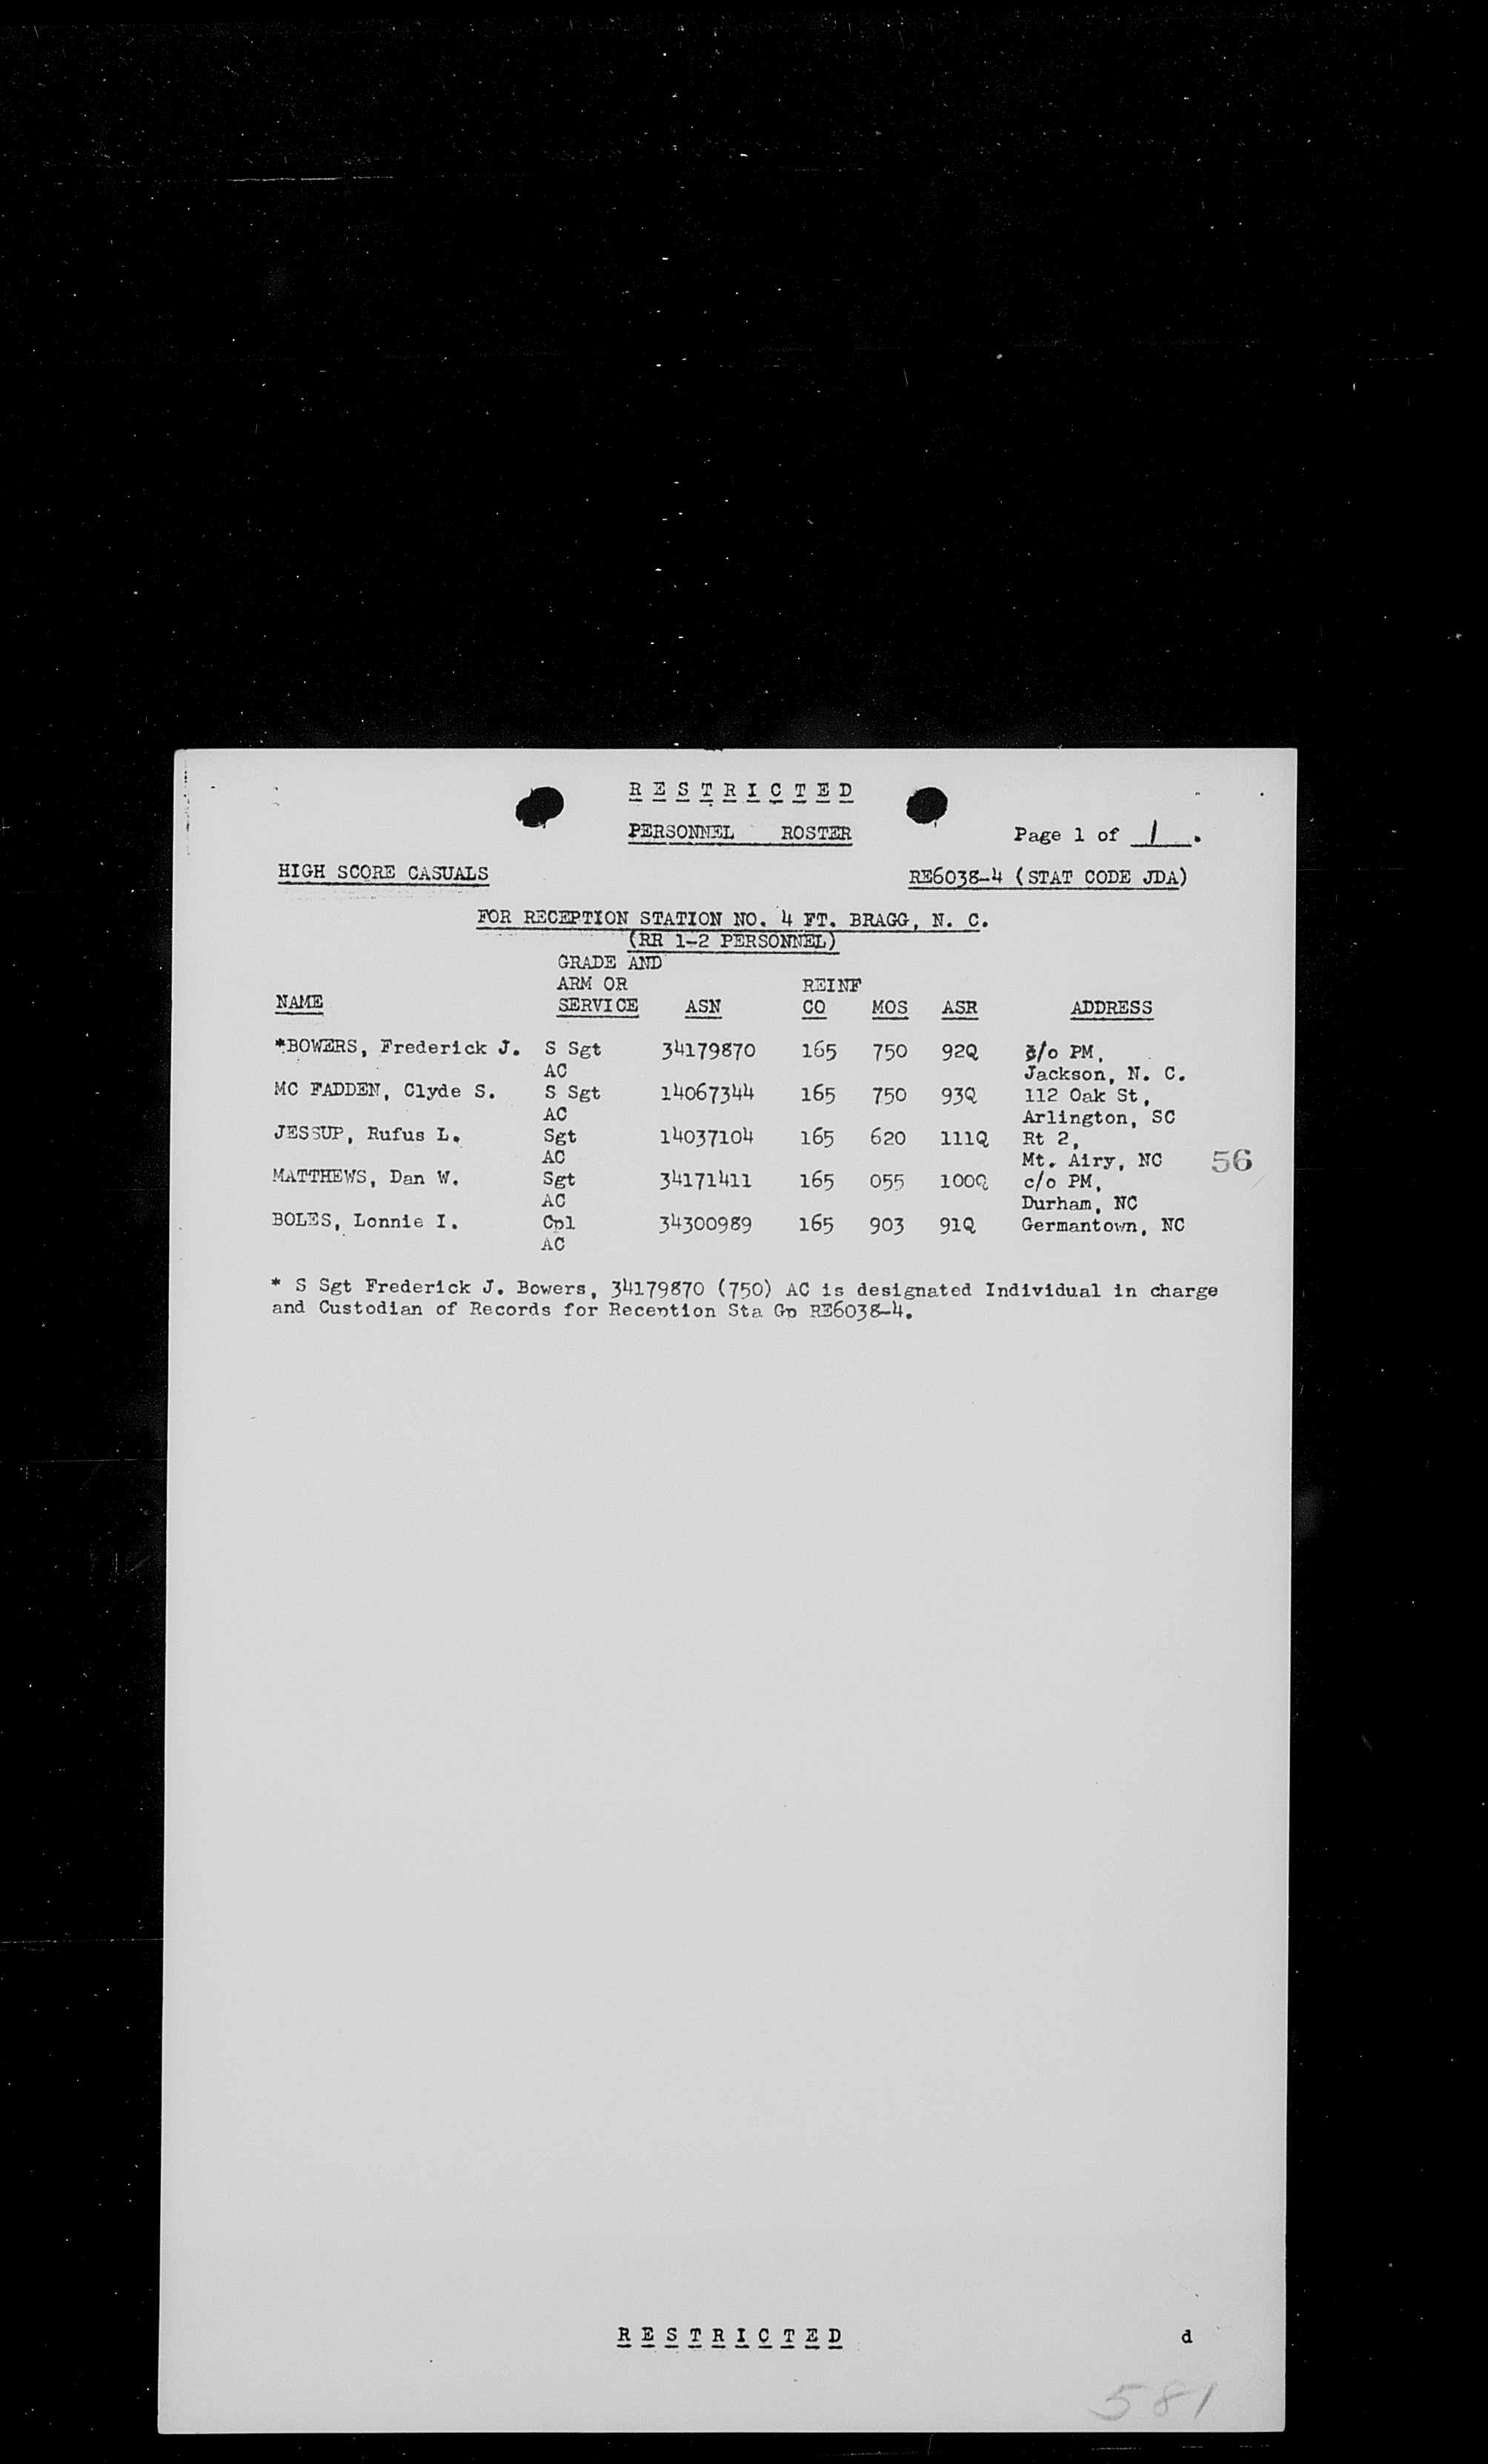 RESTRICTED
PERSONNEL ROSTER Page 1 of 1.
HIGH SCORE CASUALS RE6038-4 (STAT CODE JDA)
FOR RECEPTION STATION NO. 4 FT. BRAGG, N. C.
(RR 1-2 PERSONNEL)
GRADE AND
ARM OR REINF
NAME SERVICE ASN CO MOS ASR ADDRESS
*BOWERS, Frederick J. S Sgt 34179870 165 750 92Q c/o PM,
AC Jackson, N. C.
MC FADDEN, Clyde S. S Sgt 14067344 165 750 93Q 112 Oak St,
AC Arlington, SC
JESSUP, Rufus L. Sgt 14037104 165 620 111Q Rt 2,
AC Mt. Airy, NC 56
MATTHEWS, Dan W. Sgt 34171411 165 055 100Q c/o PM,
AC Durham, NC
BOLES, Lonnie I. Cpl 34300989 165 903 91Q Germantown, NC
AC
* S Sgt Frederick J. Bowers, 34179870 (750) AC is designated Individual in charge
and Custodian of Records for Reception Sta Gp RE6038-4.
RESTRICTED d
581